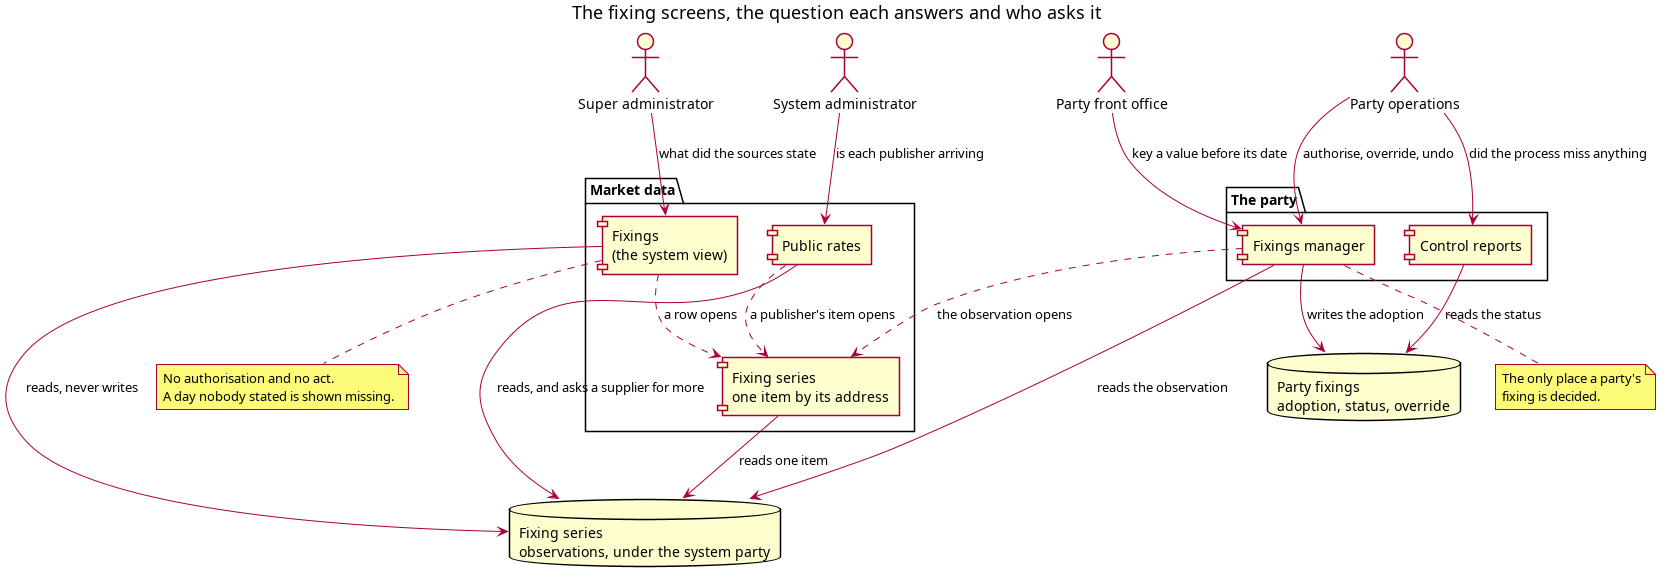 The fixing screens, the question each answers and who asks it
Super administrator
System administrator
Party front office
Party operations
what did the sources state
is each publisher arriving
key a value before its date
authorise, override, undo
did the process miss anything
Market data
The party
Fixings
(the system view)
Public rates
Fixings manager
Control reports
a row opens
a publisher's item opens
the observation opens
writes the adoption
reads the status
reads, never writes
No authorisation and no act.
A day nobody stated is shown missing.
reads, and asks a supplier for more
Fixing series
one item by its address
reads the observation
Party fixings
adoption, status, override
The only place a party's
fixing is decided.
reads one item
Fixing series
observations, under the system party